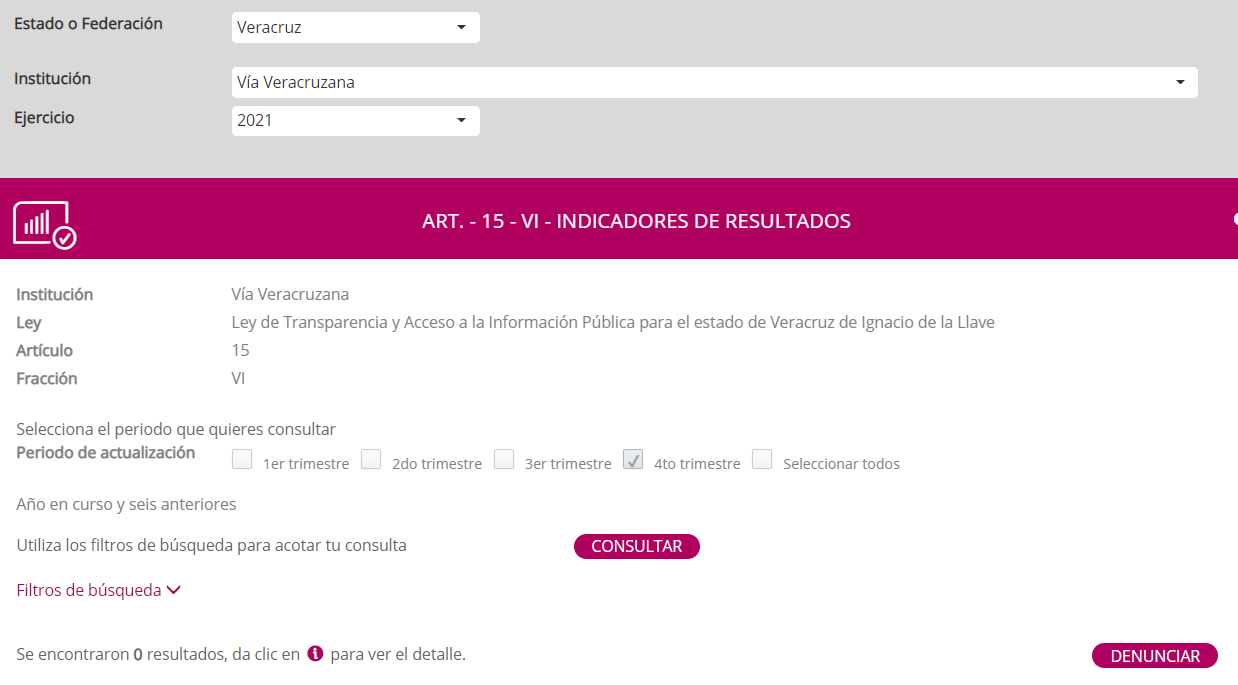 Estado o Federación Veracruz
Institución Vía Veracruzana
Ejercicio 2021
ART. - 15 - VI - INDICADORES DE RESULTADOS
Institución Vía Veracruzana
Ley Ley de Transparencia y Acceso a la Información Pública para el estado de Veracruz de Ignacio de la Llave
Artículo 15
Fracción VI
Selecciona el periodo que quieres consultar
Periodo de actualización 1er trimestre 2do trimestre 3er trimestre 4to trimestre Seleccionar todos
Año en curso y seis anteriores
Utiliza los filtros de búsqueda para acotar tu consulta CONSULTAR
Filtros de búsqueda
Se encontraron 0 resultados, da clic en i para ver el detalle. DENUNCIAR